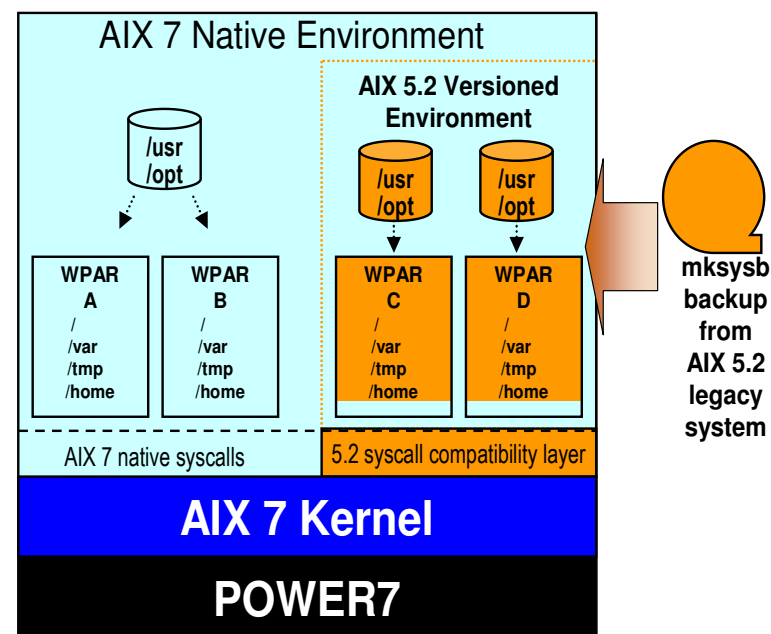 AIX 7 Native Environment
AIX 5.2 Versioned
Environment
/usr
/opt
/usr
/opt
/usr
/opt
WPAR
A
/
/var
/tmp
/home
WPAR
B
/
/var
/tmp
/home
WPAR
C
/
/var
/tmp
/home
WPAR
D
/
/var
/tmp
/home
mksysb
backup
from
AIX 5.2
legacy
system
AIX 7 native syscalls
5.2 syscall compatibility layer
AIX 7 Kernel
POWER7